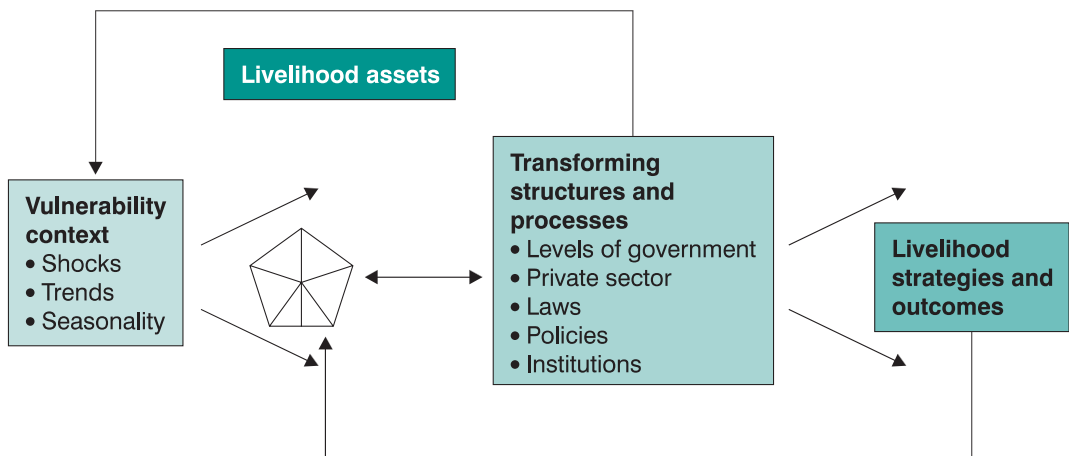 Livelihood assets
Vulnerability
context
• Shocks
• Trends
• Seasonality
Transforming
structures and
processes
• Levels of government
• Private sector
• Laws
• Policies
• Institutions
Livelihood
strategies and
outcomes